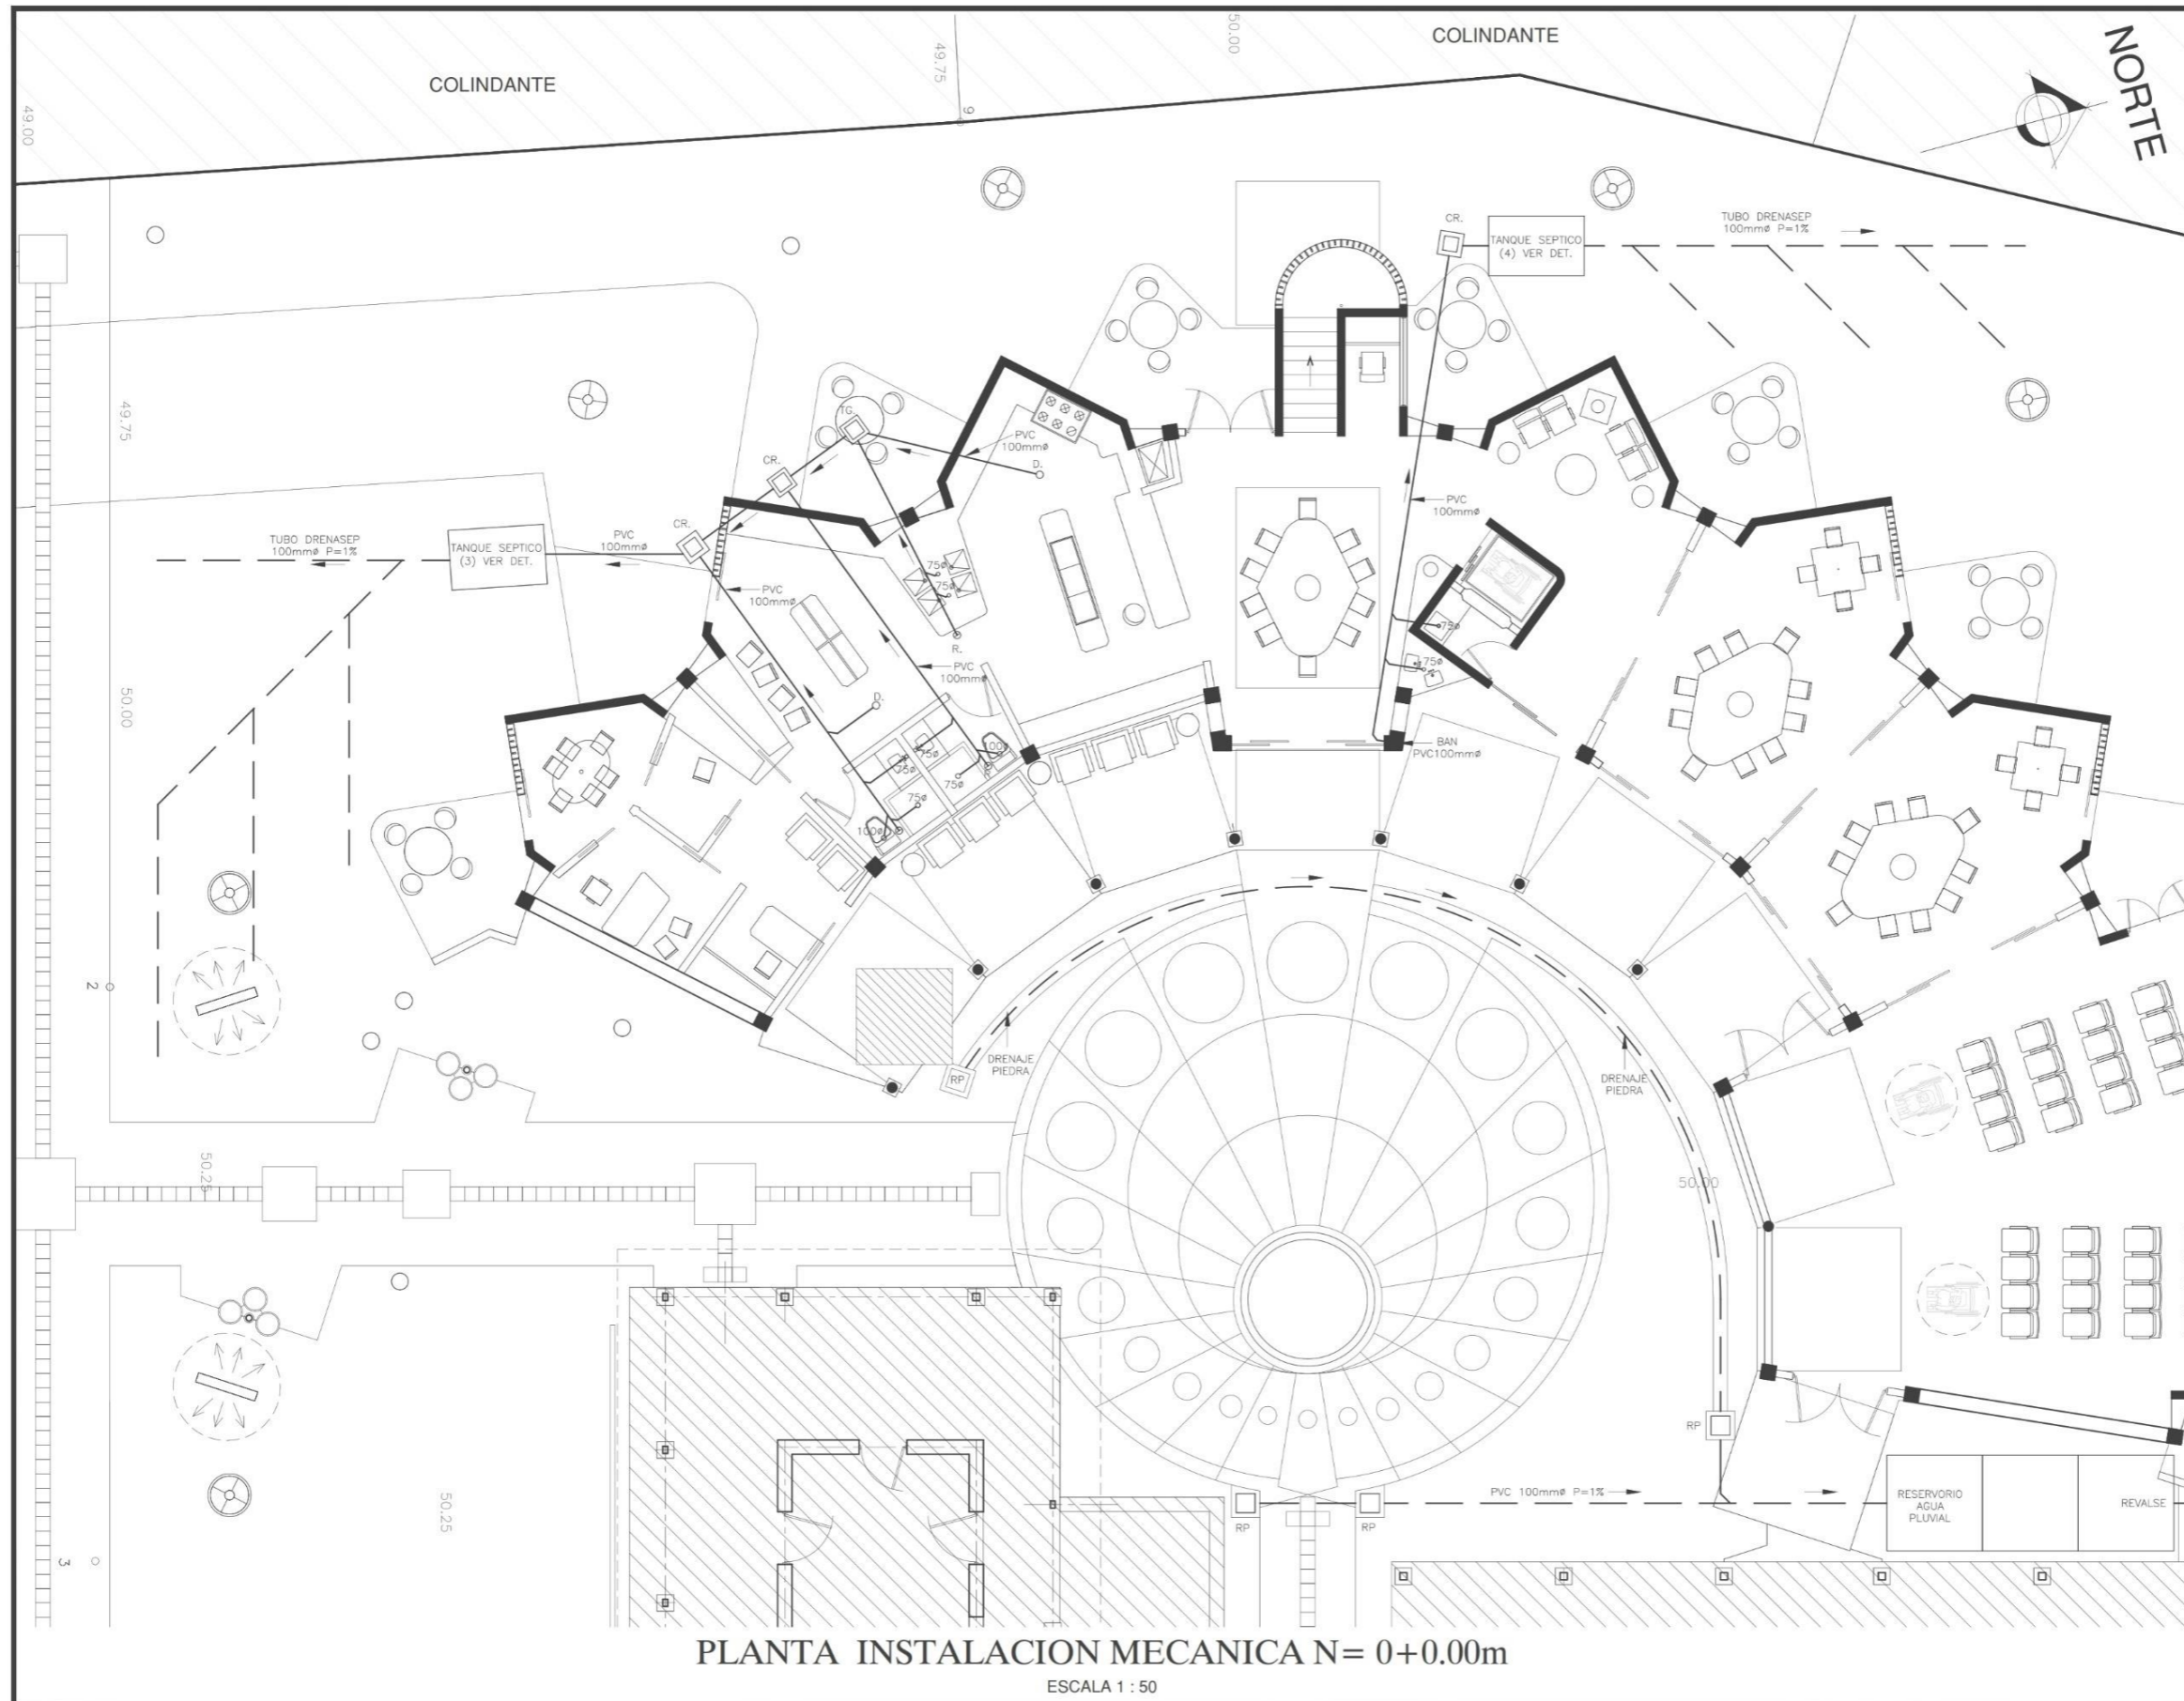 COLINDANTE
COLINDANTE
NORTE
49.00
49.75
50.00
9
CR.
TANQUE SEPTICO
(4) VER DET.
TUBO DRENASEP
100mmø P=1%
49.75
TG.
PVC
100mmø
D.
CR.
CR.
TUBO DRENASEP
100mmø P=1%
TANQUE SEPTICO
(3) VER DET.
PVC
100mmø
PVC
100mmø
75ø
75ø
R.
PVC
100mmø
PVC
100mmø
75ø
75ø
50.00
D.
BAN
PVC100mmø
100ø
75ø
75ø
75ø
75ø
100ø
2
DRENAJE
PIEDRA
RP
DRENAJE
PIEDRA
50.25
50.00
RP
PVC 100mmø P=1%
RP
RP
RESERVORIO
AGUA
PLUVIAL
REVALSE
50.25
3
PLANTA INSTALACION MECANICA N= 0+0.00m
ESCALA 1 : 50